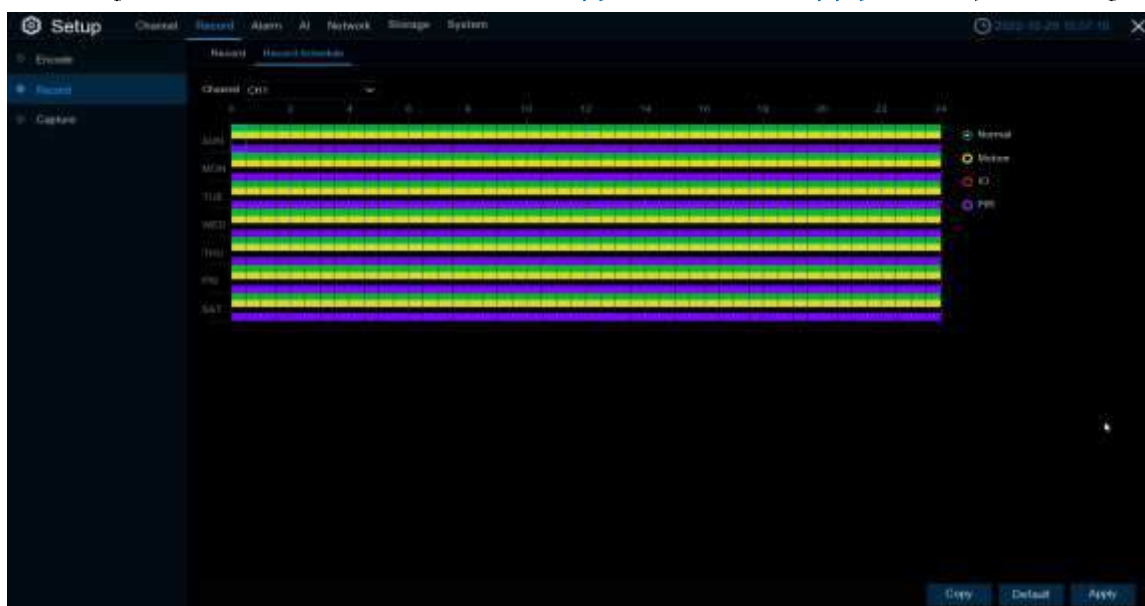 Setup Channel Record Alarm AI Network Storage System
Record Record Schedule
Encode
Record
Capture
Channel CH1
0 2 4 6 8 10 12 14 16 18 20 22 24
SUN
MON
TUE
WED
THU
FRI
SAT
Normal
Motion
IO
PIR
Copy Default Apply